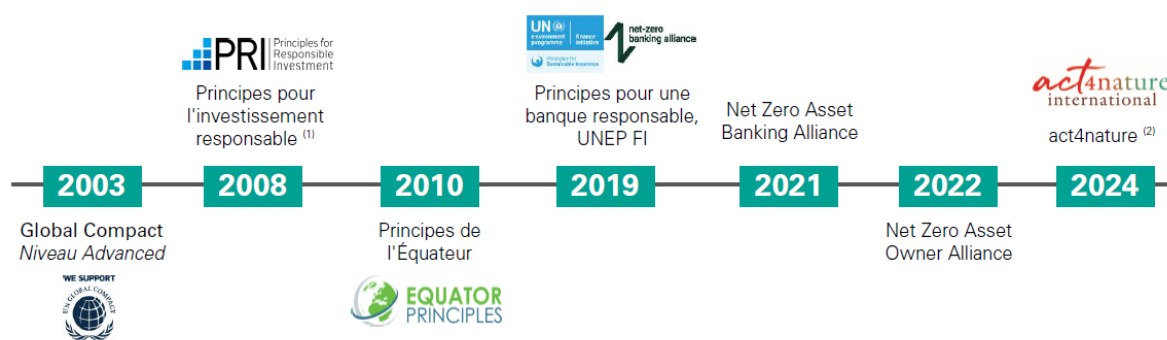 PRI Principles for
Responsible
Investment
Principes pour
l'investissement
responsable (1)
UN
environment
programme
finance
initiative
Principles for
Sustainable Insurance
net-zero
banking alliance
Principes pour une
banque responsable,
UNEP FI
Net Zero Asset
Banking Alliance
act4nature
international
act4nature (2)
2003 2008 2010 2019 2021 2022 2024
Global Compact
Niveau Advanced
WE SUPPORT
UN GLOBAL COMPACT
Principes de
l'Équateur
EQUATOR
PRINCIPLES
Net Zero Asset
Owner Alliance